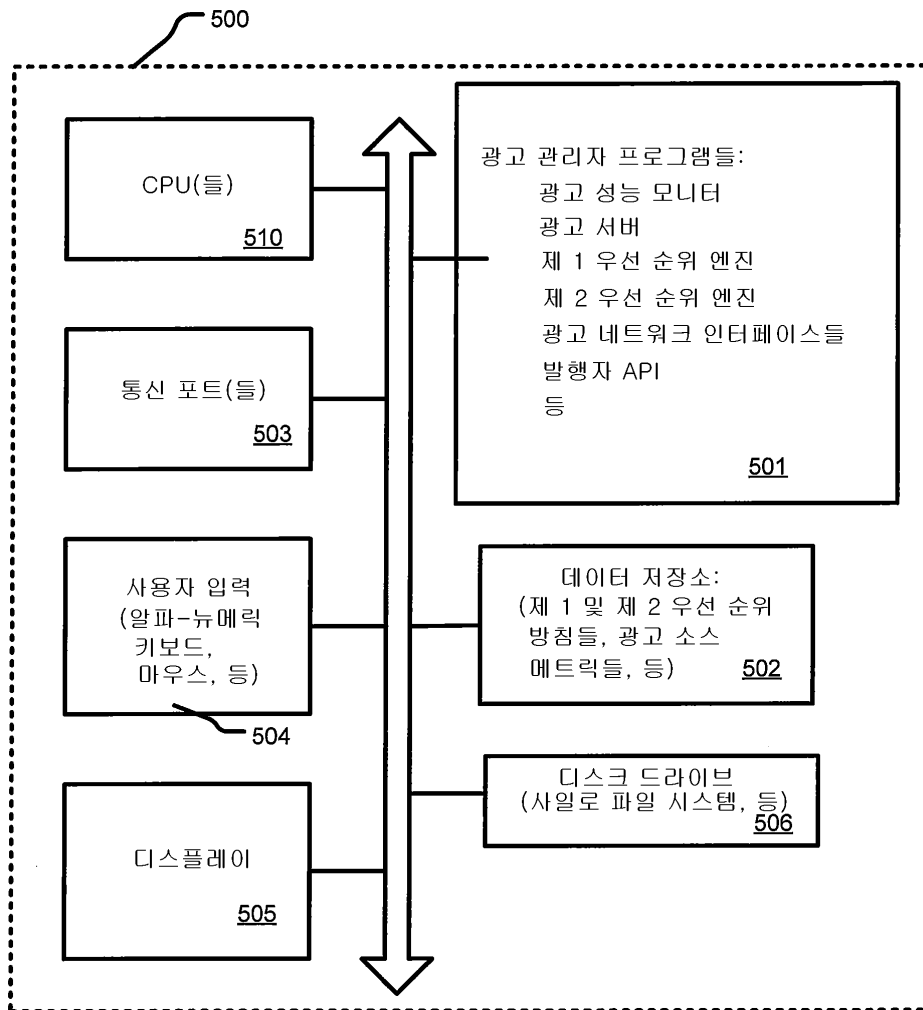 500
CPU(들)
510
통신 포트(들)
503
사용자 입력
(알파-뉴메릭
키보드,
마우스, 등)
504
디스플레이
505
광고 관리자 프로그램들:
광고 성능 모니터
광고 서버
제 1 우선 순위 엔진
제 2 우선 순위 엔진
광고 네트워크 인터페이스들
발행자 API
등
501
데이터 저장소:
(제 1 및 제 2 우선 순위
방침들, 광고 소스
메트릭들, 등)
502
디스크 드라이브
(사일로 파일 시스템, 등)
506